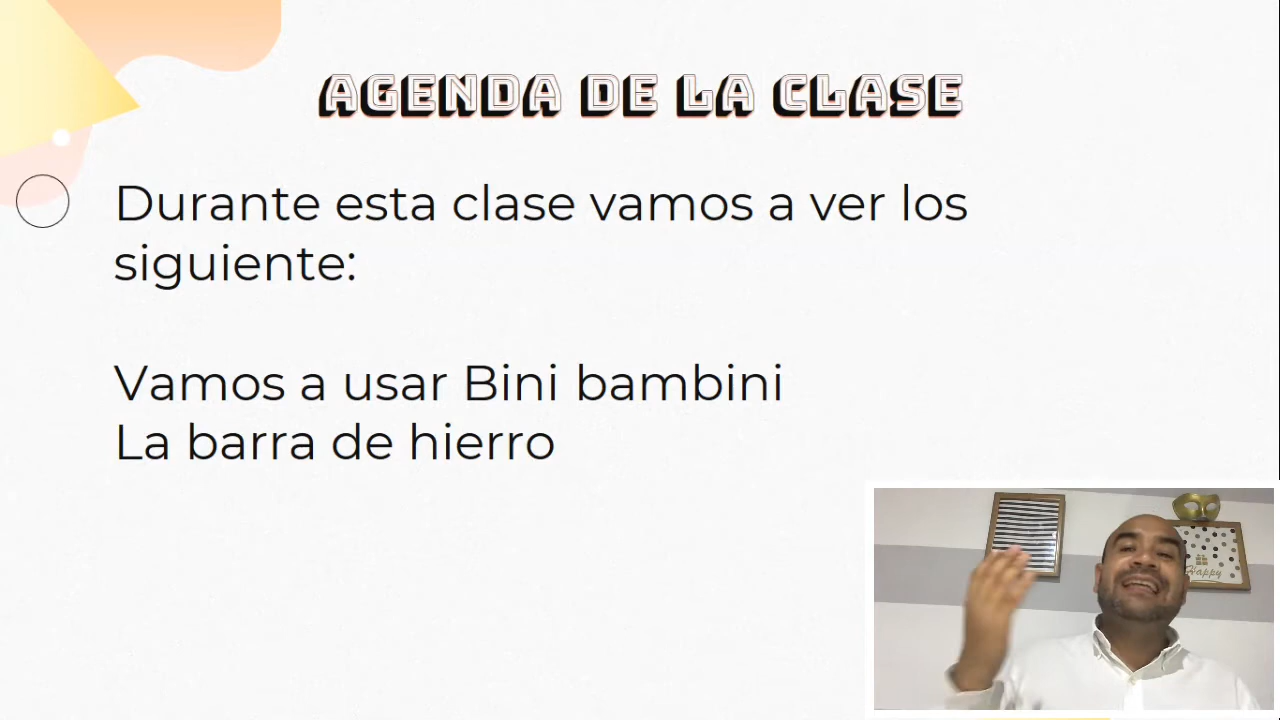 AGENDA DE LA CLASE
Durante esta clase vamos a ver los
siguiente:
Vamos a usar Bini bambini
La barra de hierro
Happy